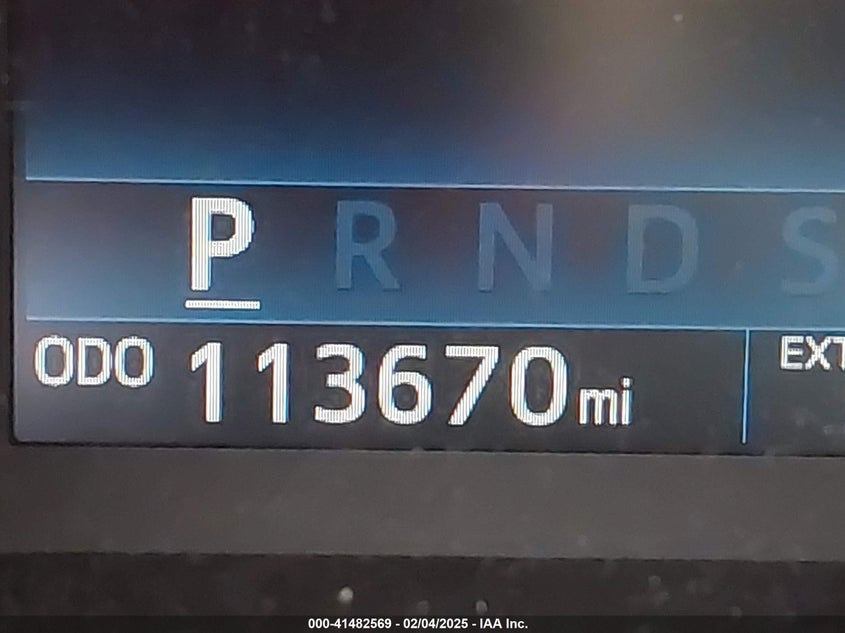 P R N D S
ODO 113670 mi EXT
000-41482569 - 02/04/2025 - IAA Inc.